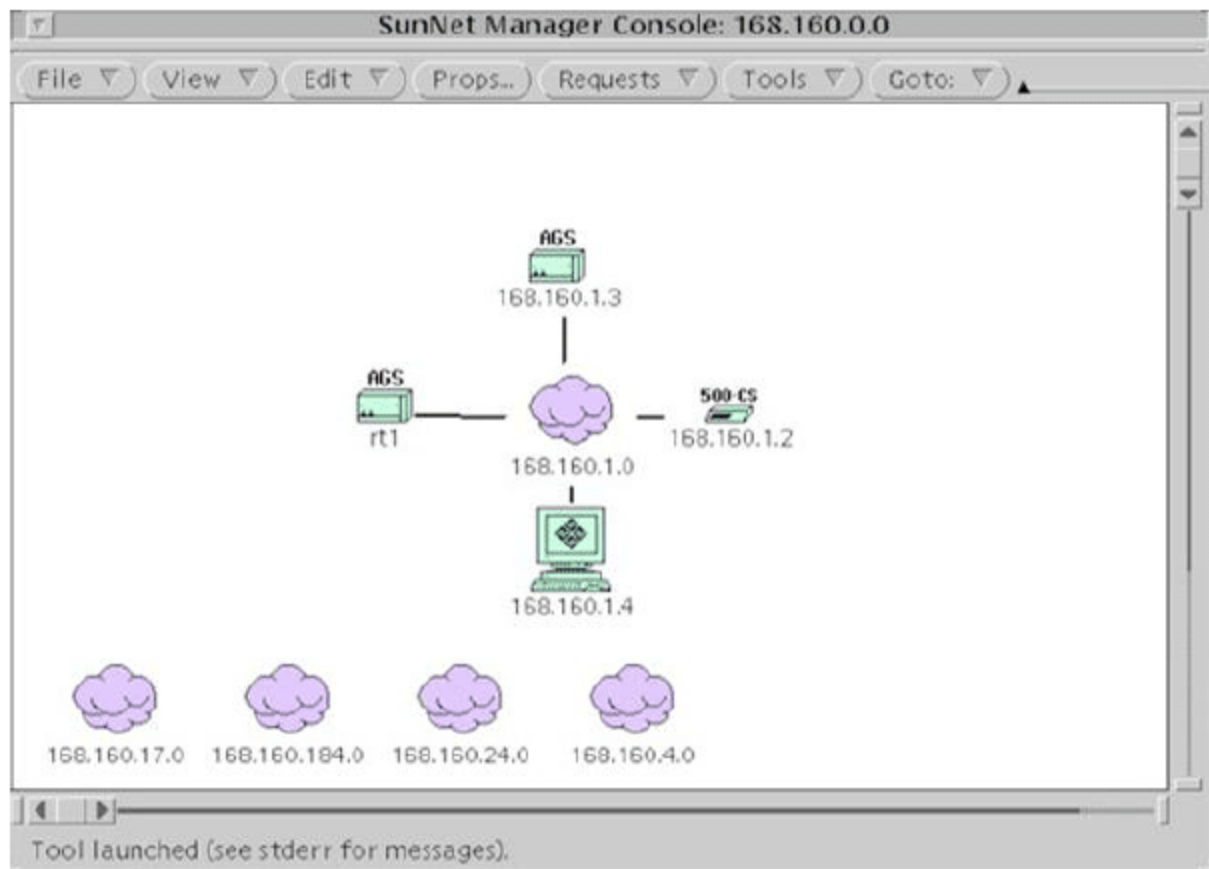 SunNet Manager Console: 168.160.0.0
File View Edit Props... Requests Tools Goto:
AGS
168.160.1.3
AGS
rt1
500-CS
168.160.1.2
168.160.1.0
168.160.1.4
168.160.17.0 168.160.184.0 168.160.24.0 168.160.4.0
Tool launched (see stderr for messages).